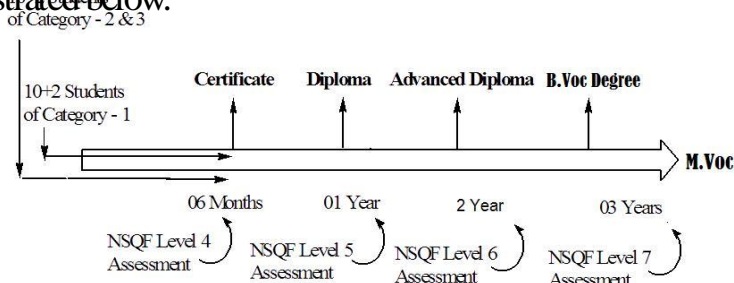 of Category - 2 & 3
10+2 Students
of Category - 1
Certificate
Diploma
Advanced Diploma
B.Voc Degree
M.Voc
06 Months
01 Year
2 Year
03 Years
NSQF Level 4
Assessment
NSQF Level 5
Assessment
NSQF Level 6
Assessment
NSQF Level 7
Assessment